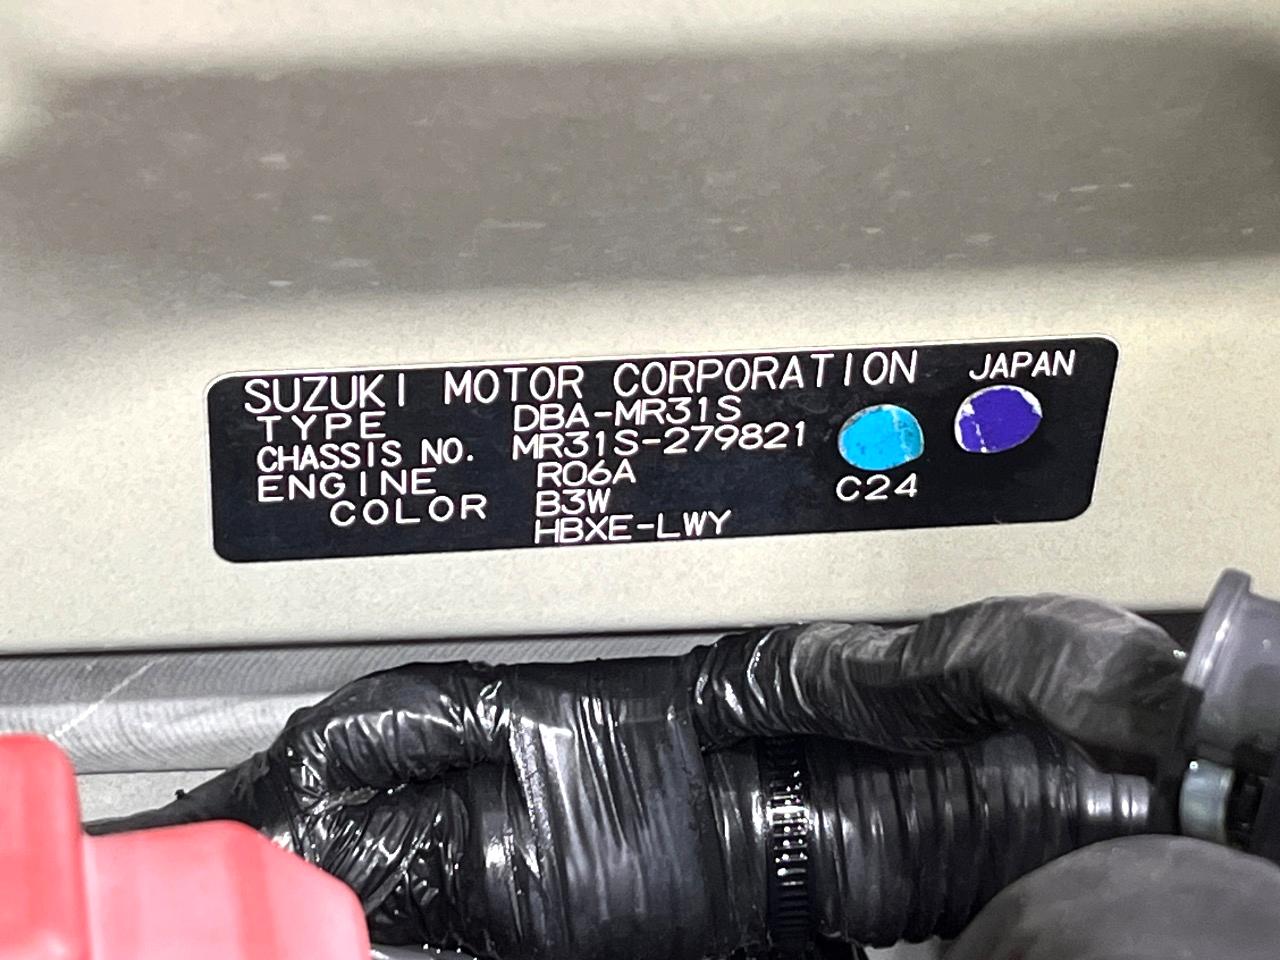 SUZUKI MOTOR CORPORATION JAPAN
TYPE DBA-MR31S
CHASSIS NO. MR31S-279821
ENGINE R06A
COLOR B3W C24
HBXE-LWY